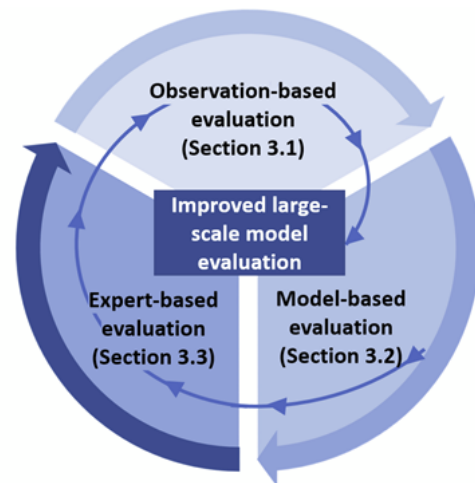 Observation-based
evaluation
(Section 3.1)
Improved large-
scale model
evaluation
Expert-based
evaluation
(Section 3.3)
Model-based
evaluation
(Section 3.2)